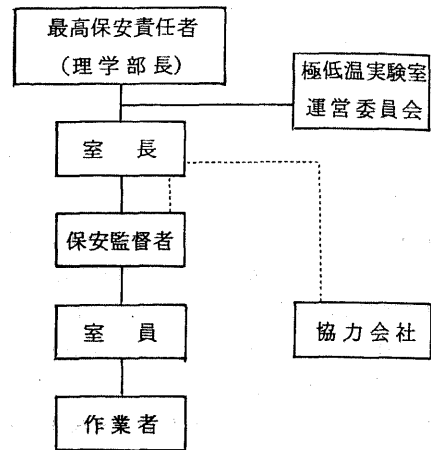 最高保安責任者
(理学部長)
極低温実験室
運営委員会
室長
保安監督者
室員
協力会社
作業者